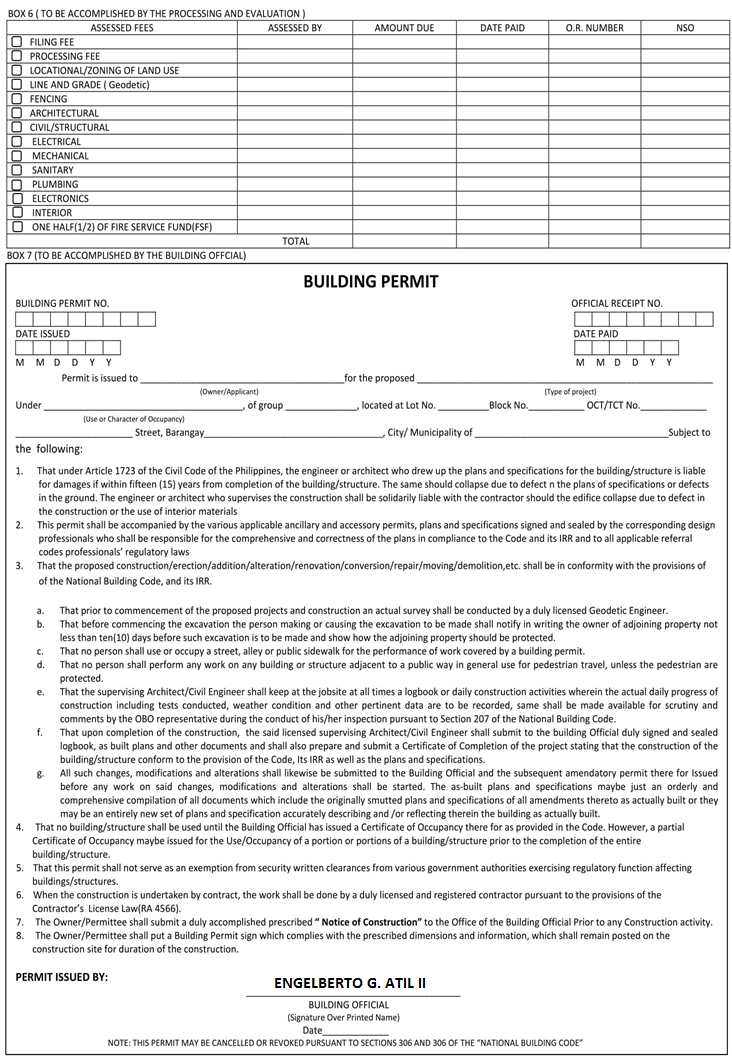 BOX 6 ( TO BE ACCOMPLISHED BY THE PROCESSING AND EVALUATION )
ASSESSED FEES ASSESSED BY AMOUNT DUE DATE PAID O.R. NUMBER NSO
FILING FEE
PROCESSING FEE
LOCATIONAL/ZONING OF LAND USE
LINE AND GRADE ( Geodetic)
FENCING
ARCHITECTURAL
CIVIL/STRUCTURAL
ELECTRICAL
MECHANICAL
SANITARY
PLUMBING
ELECTRONICS
INTERIOR
ONE HALF(1/2) OF FIRE SERVICE FUND(FSF)
TOTAL
BOX 7 (TO BE ACCOMPLISHED BY THE BUILDING OFFCIAL)
BUILDING PERMIT
BUILDING PERMIT NO. OFFICIAL RECEIPT NO.
DATE ISSUED DATE PAID
M M D D Y Y M M D D Y Y
Permit is issued to ____________ for the proposed ____________
(Owner/Applicant) (Type of project)
Under ____________, of group ____________, located at Lot No. ________Block No.________ OCT/TCT No.________
(Use or Character of Occupancy)
____________ Street, Barangay____________, City/ Municipality of ____________Subject to
the following:
1. That under Article 1723 of the Civil Code of the Philippines, the engineer or architect who drew up the plans and specifications for the building/structure is liable
for damages if within fifteen (15) years from completion of the building/structure. The same should collapse due to defect n the plans of specifications or defects
in the ground. The engineer or architect who supervises the construction shall be solidarily liable with the contractor should the edifice collapse due to defect in
the construction or the use of interior materials
2. This permit shall be accompanied by the various applicable ancillary and accessory permits, plans and specifications signed and sealed by the corresponding design
professionals who shall be responsible for the comprehensive and correctness of the plans in compliance to the Code and its IRR and to all applicable referral
codes professionals’ regulatory laws
3. That the proposed construction/erection/addition/alteration/renovation/conversion/repair/moving/demolition,etc. shall be in conformity with the provisions of
of the National Building Code, and its IRR.
a. That prior to commencement of the proposed projects and construction an actual survey shall be conducted by a duly licensed Geodetic Engineer.
b. That before commencing the excavation the person making or causing the excavation to be made shall notify in writing the owner of adjoining property not
less than ten(10) days before such excavation is to be made and show how the adjoining property should be protected.
c. That no person shall use or occupy a street, alley or public sidewalk for the performance of work covered by a building permit.
d. That no person shall perform any work on any building or structure adjacent to a public way in general use for pedestrian travel, unless the pedestrian are
protected.
e. That the supervising Architect/Civil Engineer shall keep at the jobsite at all times a logbook or daily construction activities wherein the actual daily progress of
construction including tests conducted, weather condition and other pertinent data are to be recorded, same shall be made available for scrutiny and
comments by the OBO representative during the conduct of his/her inspection pursuant to Section 207 of the National Building Code.
f. That upon completion of the construction, the said licensed supervising Architect/Civil Engineer shall submit to the building Official duly signed and sealed
logbook, as built plans and other documents and shall also prepare and submit a Certificate of Completion of the project stating that the construction of the
building/structure conform to the provision of the Code, Its IRR as well as the plans and specifications.
g. All such changes, modifications and alterations shall likewise be submitted to the Building Official and the subsequent amendatory permit there for Issued
before any work on said changes, modifications and alterations shall be started. The as-built plans and specifications maybe just an orderly and
comprehensive compilation of all documents which include the originally smutted plans and specifications of all amendments thereto as actually built or they
may be an entirely new set of plans and specification accurately describing and /or reflecting therein the building as actually built.
4. That no building/structure shall be used until the Building Official has issued a Certificate of Occupancy there for as provided in the Code. However, a partial
Certificate of Occupancy maybe issued for the Use/Occupancy of a portion or portions of a building/structure prior to the completion of the entire
building/structure.
5. That this permit shall not serve as an exemption from security written clearances from various government authorities exercising regulatory function affecting
buildings/structures.
6. When the construction is undertaken by contract, the work shall be done by a duly licensed and registered contractor pursuant to the provisions of the
Contractor’s License Law(RA 4566).
7. The Owner/Permittee shall submit a duly accomplished prescribed “ Notice of Construction” to the Office of the Building Official Prior to any Construction activity.
8. The Owner/Permittee shall put a Building Permit sign which complies with the prescribed dimensions and information, which shall remain posted on the
construction site for duration of the construction.
PERMIT ISSUED BY:
ENGELBERTO G. ATIL II
BUILDING OFFICIAL
(Signature Over Printed Name)
Date____________
NOTE: THIS PERMIT MAY BE CANCELLED OR REVOKED PURSUANT TO SECTIONS 306 AND 306 OF THE “NATIONAL BUILDING CODE”